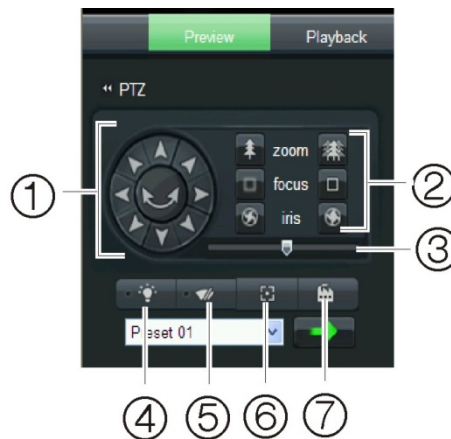 Preview Playback
PTZ
① zoom ②
focus
iris
③
Preset 01
④ ⑤ ⑥ ⑦